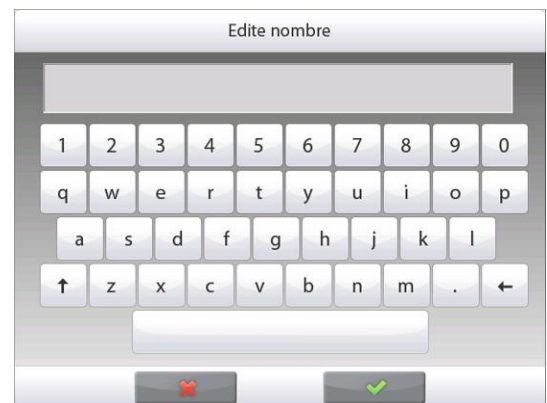 Edite nombre
1 2 3 4 5 6 7 8 9 0
q w e r t y u i o p
a s d f g h j k l
↑ z x c v b n m . ←